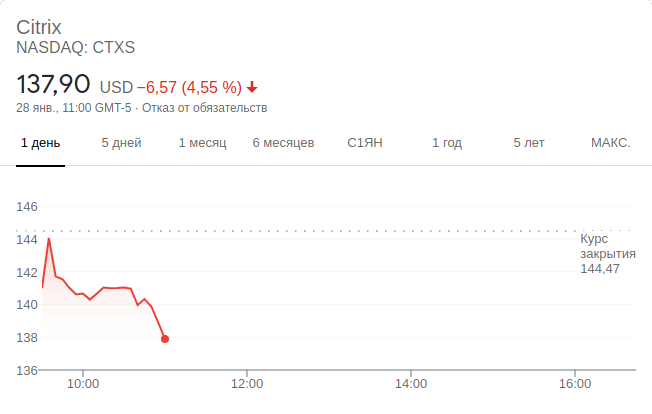 Citrix
NASDAQ: CTXS
137,90 USD −6,57 (4,55 %)
28 янв., 11:00 GMT-5 · Отказ от обязательств
1 день 5 дней 1 месяц 6 месяцев С1ЯН 1 год 5 лет МАКС.
146
144
142
140
138
136
Курс
закрытия
144,47
10:00 12:00 14:00 16:00